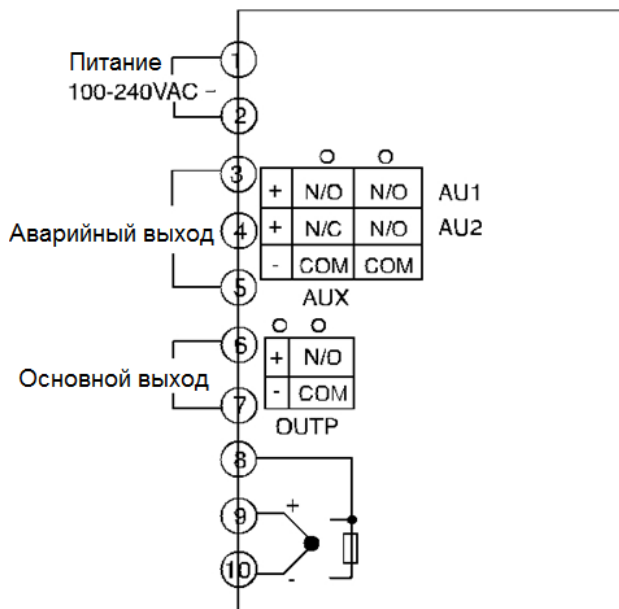 Питание
100-240VAC ~
1
2
3
4
5
6
7
8
9
10
Аварийный выход
+ N/O N/O AU1
+ N/C N/O AU2
- COM COM
AUX
Основной выход
+ N/O
- COM
OUTP
+
-